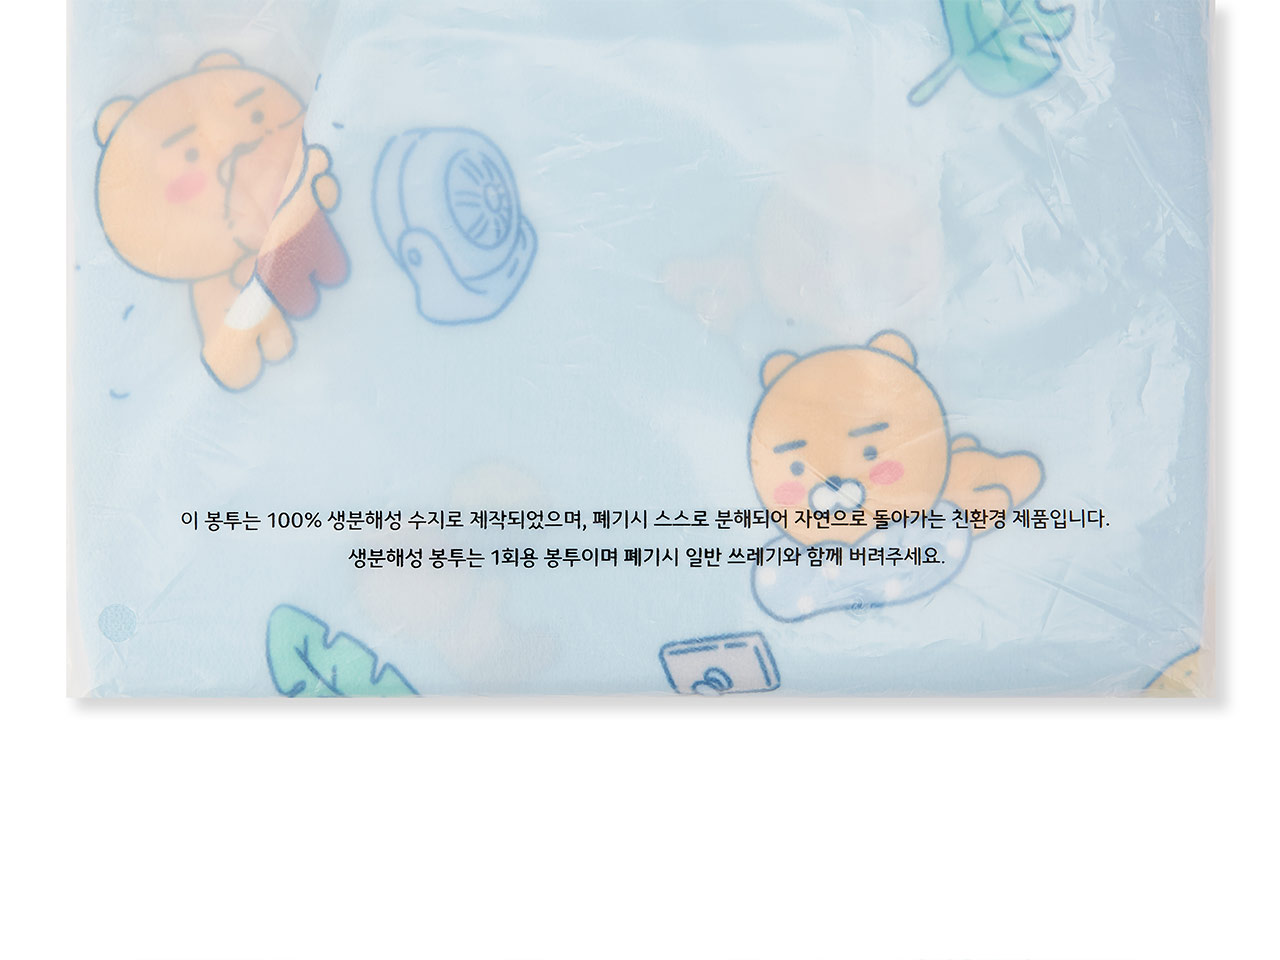 이 봉투는 100% 생분해성 수지로 제작되었으며, 폐기시 스스로 분해되어 자연으로 돌아가는 친환경 제품입니다.
생분해성 봉투는 1회용 봉투이며 폐기시 일반 쓰레기와 함께 버려주세요.